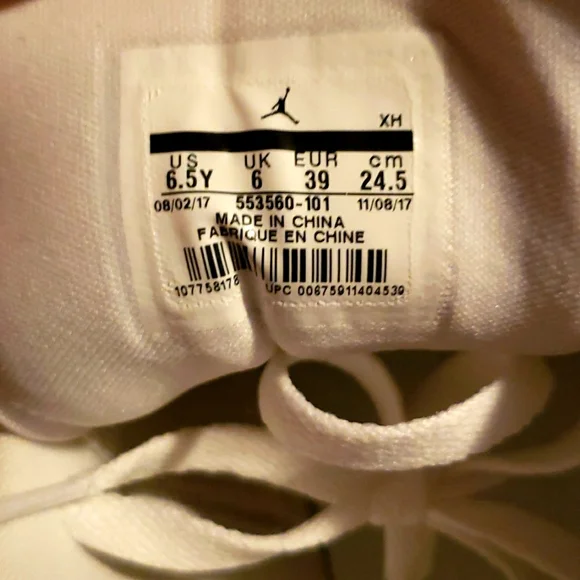 XH
US UK EUR cm
6.5Y 6 39 24.5
08/02/17 553560-101 11/08/17
MADE IN CHINA
FABRIQUE EN CHINE
107758178 UPC 00675911404539